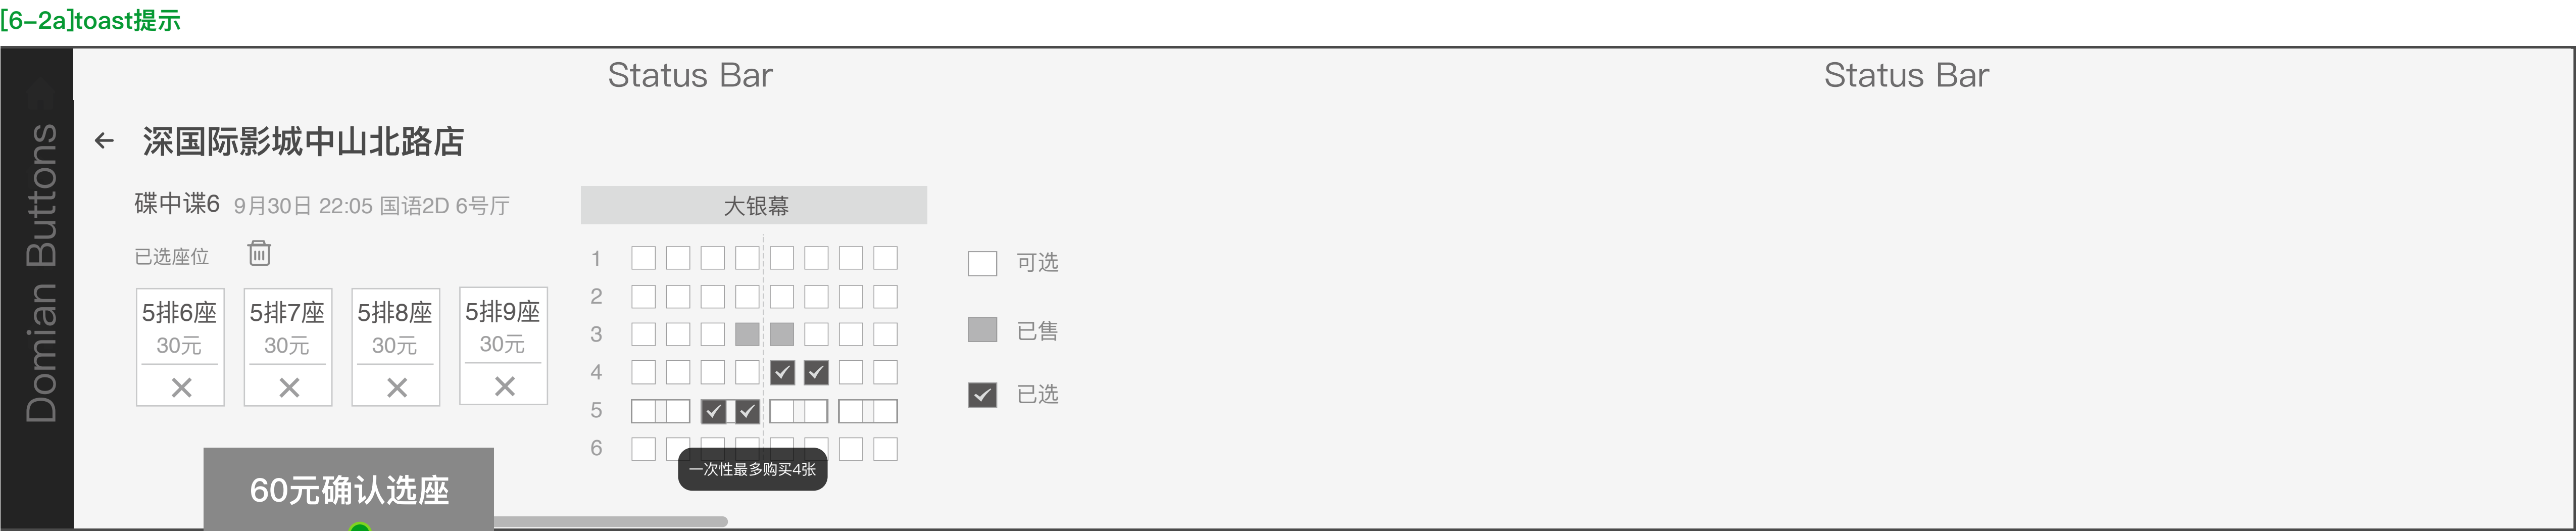 [6-2a]toast提示
Status Bar
Status Bar
Domian Buttons
深国际影城中山北路店
碟中谍6 9月30日 22:05 国语2D 6号厅
已选座位
5排6座
30元
5排7座
30元
5排8座
30元
5排9座
30元
60元确认选座
大银幕
1
2
3
4
5
6
一次性最多购买4张
可选
已售
已选